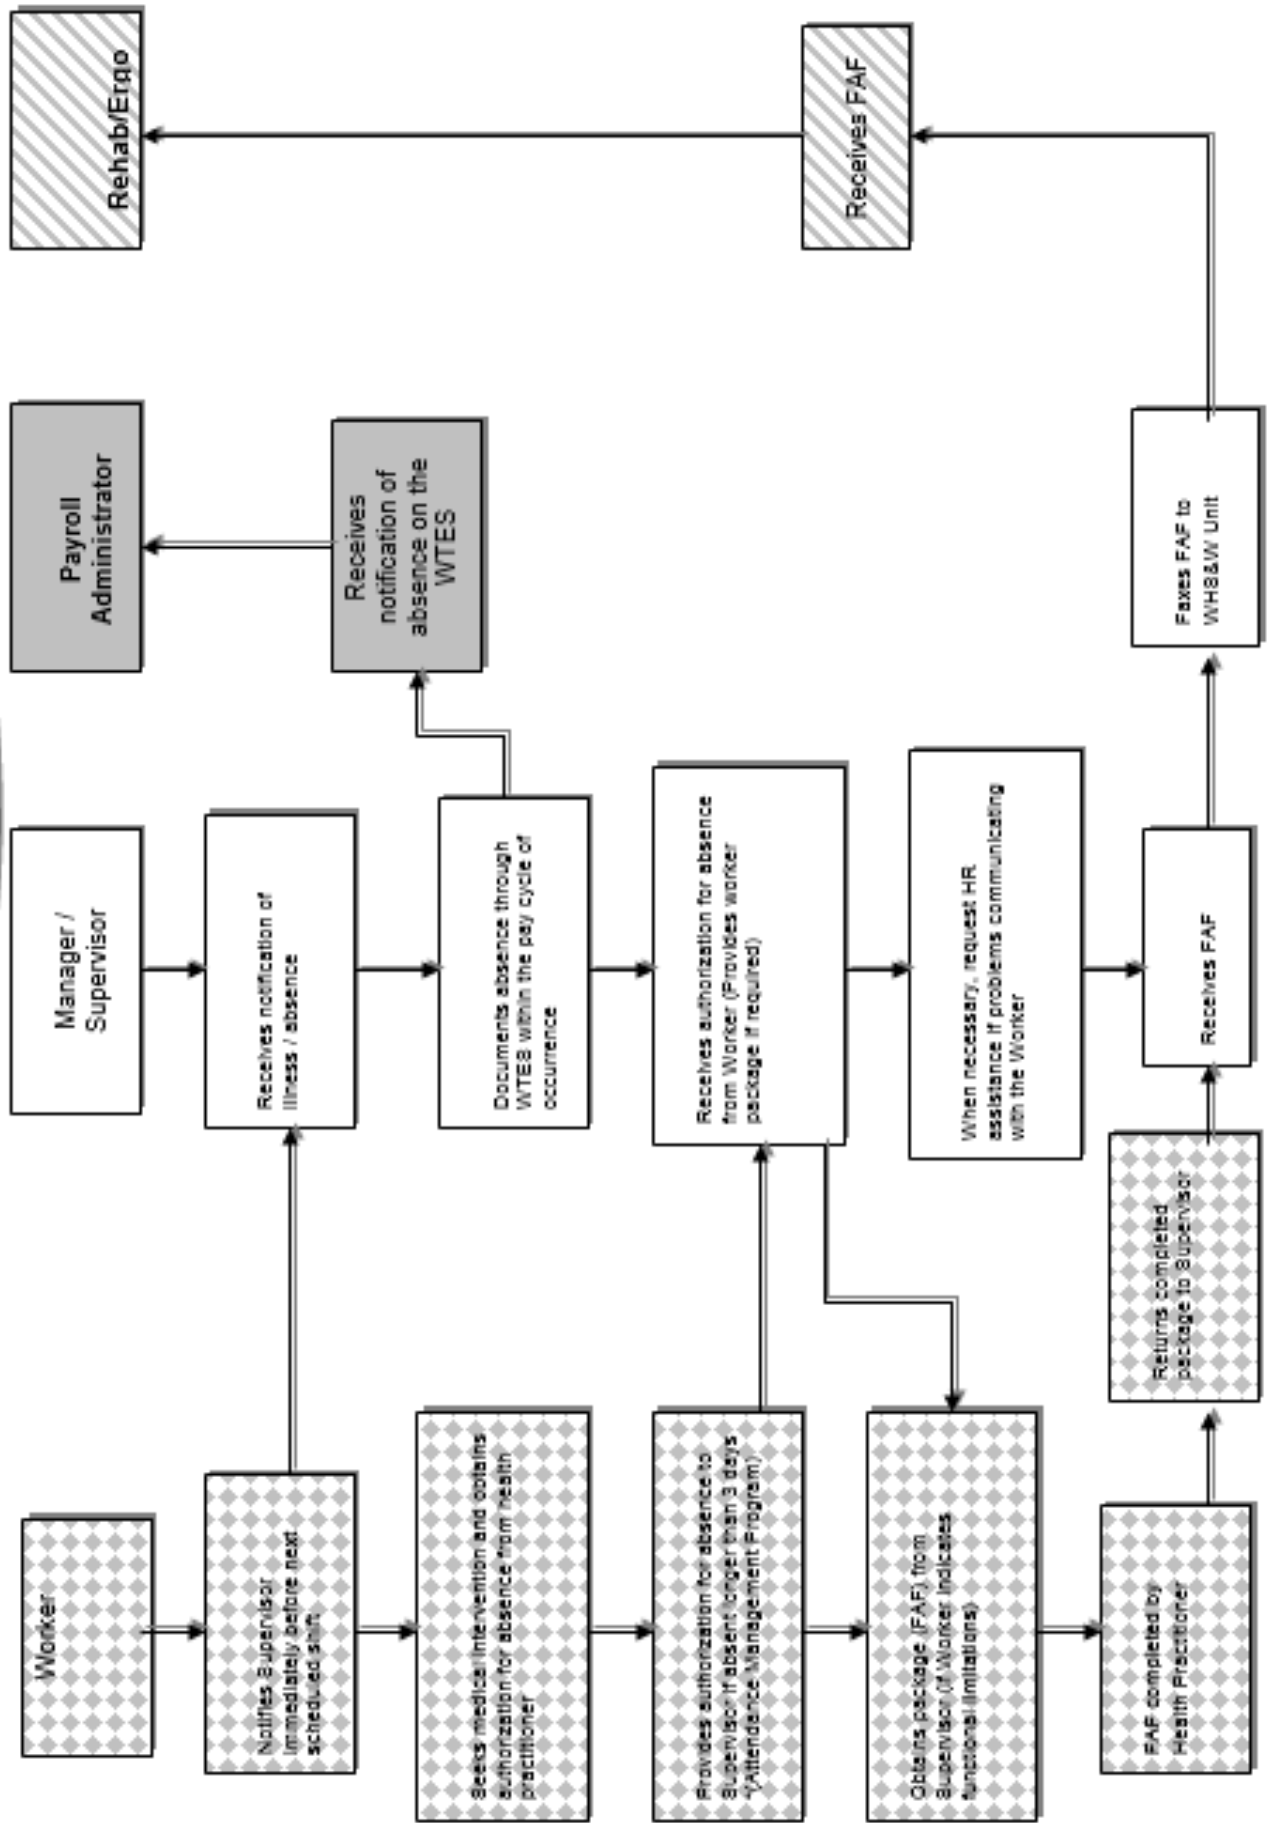 Worker
Notifies Supervisor
immediately before next
scheduled shift
Seeks medical intervention and obtains
authorization for absence from health
practitioner
Provides authorization for absence to
Supervisor if absent longer than 3 days
*(Attendance Management Program)
Obtains package (FAF) from
Supervisor (if Worker indicates
functional limitations)
FAF completed by
Health Practitioner
Returns completed
package to Supervisor
Manager /
Supervisor
Receives notification of
illness / absence
Documents absence through
WTES within the pay cycle of
occurrence
Receives authorization for absence
from Worker (Provides worker
package if required)
When necessary, request HR
assistance if problems communicating
with the Worker
Receives FAF
Payroll
Administrator
Receives
notification of
absence on the
WTES
Faxes FAF to
WHS&W Unit
Rehab/Ergo
Receives FAF